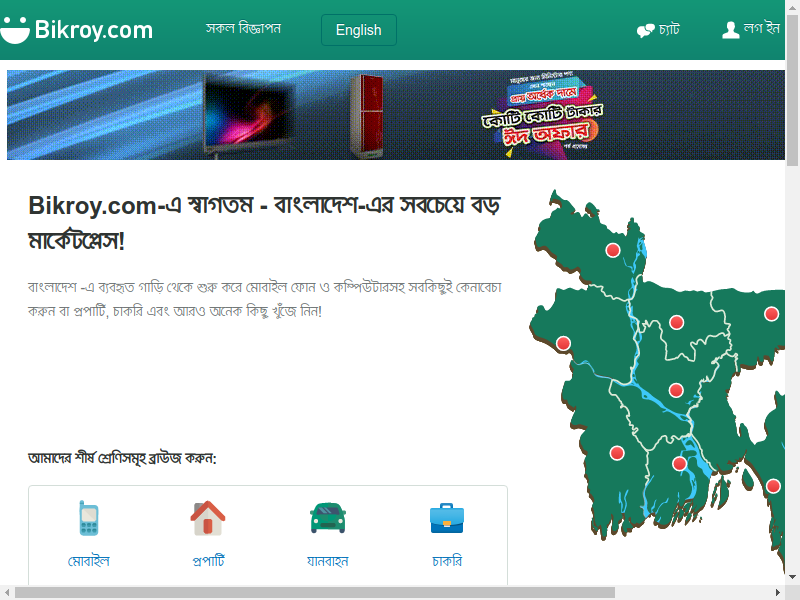 Bikroy.com
সকল বিজ্ঞাপন
English
চ্যাট
লগ ইন
প্রায় অর্ধেক দামে
কোটি কোটি টাকার
ঈদ অফার
Bikroy.com-এ স্বাগতম - বাংলাদেশ-এর সবচেয়ে বড়
মার্কেটপ্লেস!
বাংলাদেশ -এ ব্যবহৃত গাড়ি থেকে শুরু করে মোবাইল ফোন ও কম্পিউটারসহ সবকিছুই কেনাবেচা
করুন বা প্রপার্টি, চাকরি এবং আরও অনেক কিছু খুঁজে নিন!
আমাদের শীর্ষ শ্রেণিসমূহ ব্রাউজ করুন:
মোবাইল
প্রপার্টি
যানবাহন
চাকরি